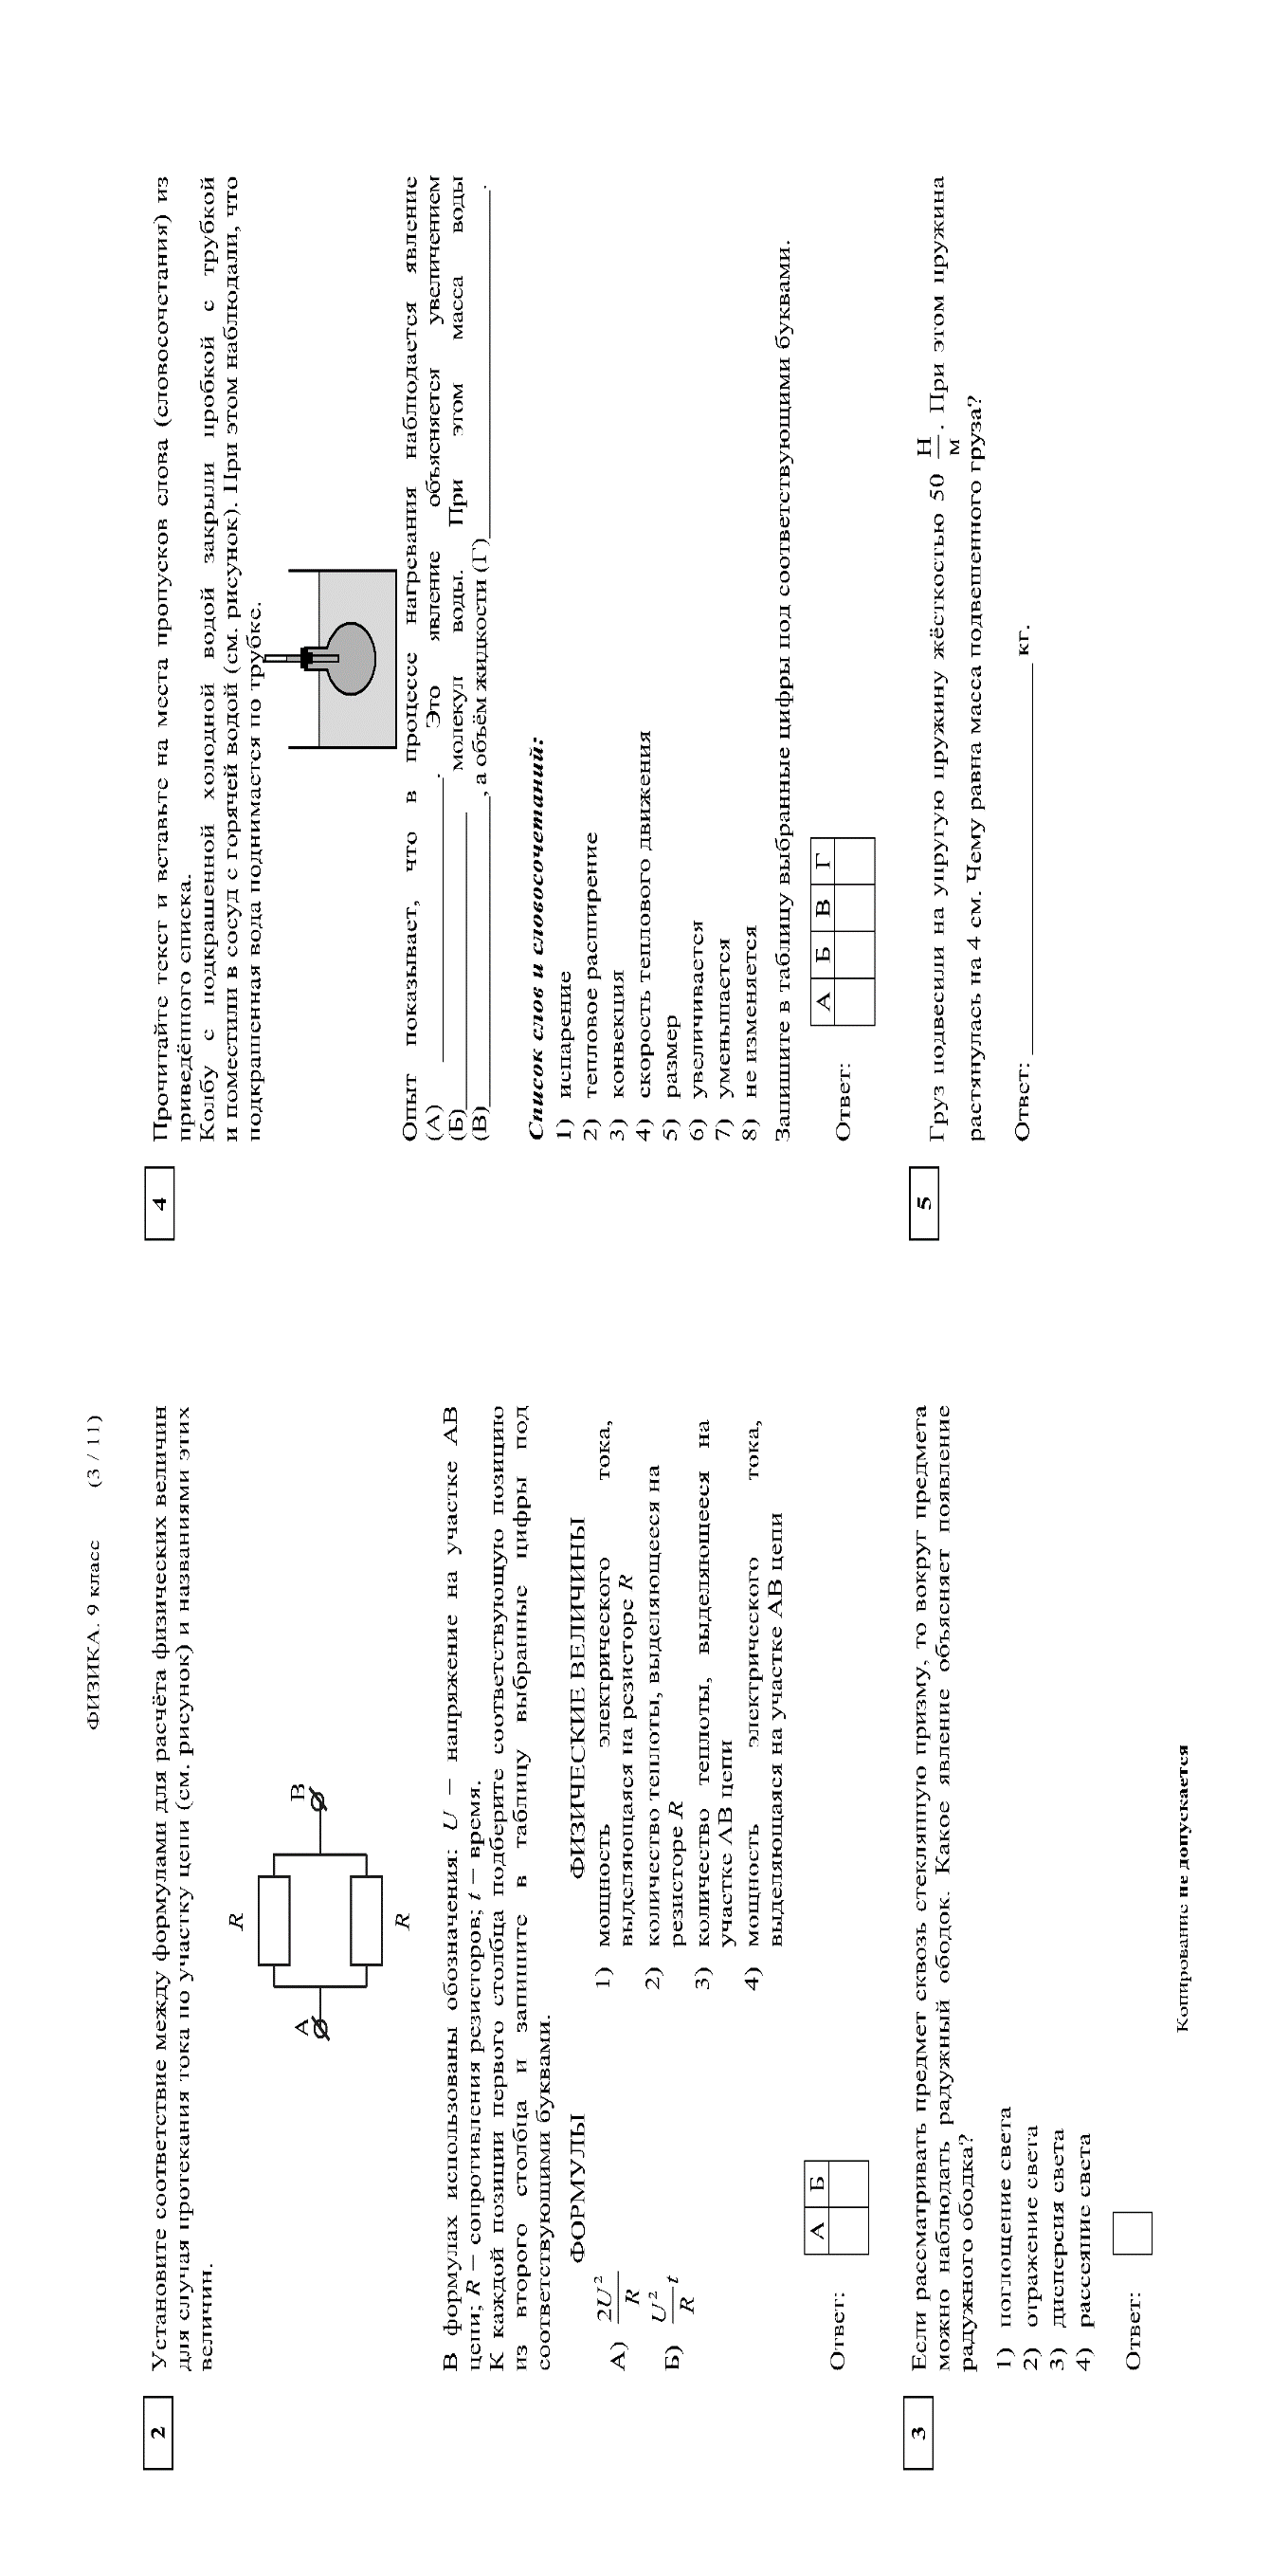 ФИЗИКА. 9 класс (3 / 11)
2
Установите соответствие между формулами для расчёта физических величин
для случая протекания тока по участку цепи (см. рисунок) и названиями этих
величин.
R
A
B
R
В формулах использованы обозначения: U – напряжение на участке АВ
цепи; R – сопротивления резисторов; t – время.
К каждой позиции первого столбца подберите соответствующую позицию
из второго столбца и запишите в таблицу выбранные цифры под
соответствующими буквами.
ФОРМУЛЫ
А) 2U²/R
Б) U²/R t
ФИЗИЧЕСКИЕ ВЕЛИЧИНЫ
1) мощность электрического тока,
выделяющаяся на резисторе R
2) количество теплоты, выделяющееся на
резисторе R
3) количество теплоты, выделяющееся на
участке АВ цепи
4) мощность электрического тока,
выделяющаяся на участке АВ цепи
Ответ:
А Б
3
Если рассматривать предмет сквозь стеклянную призму, то вокруг предмета
можно наблюдать радужный ободок. Какое явление объясняет появление
радужного ободка?
1) поглощение света
2) отражение света
3) дисперсия света
4) рассеяние света
Ответ:
Копирование не допускается
4
Прочитайте текст и вставьте на места пропусков слова (словосочетания) из
приведённого списка.
Колбу с подкрашенной холодной водой закрыли пробкой с трубкой
и поместили в сосуд с горячей водой (см. рисунок). При этом наблюдали, что
подкрашенная вода поднимается по трубке.
Опыт показывает, что в процессе нагревания наблюдается явление
(А) ____________________. Это явление объясняется увеличением
(Б)____________________ молекул воды. При этом масса воды
(В)____________________, а объём жидкости (Г)____________________.
Список слов и словосочетаний:
1) испарение
2) тепловое расширение
3) конвекция
4) скорость теплового движения
5) размер
6) увеличивается
7) уменьшается
8) не изменяется
Запишите в таблицу выбранные цифры под соответствующими буквами.
Ответ:
А Б В Г
5
Груз подвесили на упругую пружину жёсткостью 50 Н/м. При этом пружина
растянулась на 4 см. Чему равна масса подвешенного груза?
Ответ: ____________________ кг.